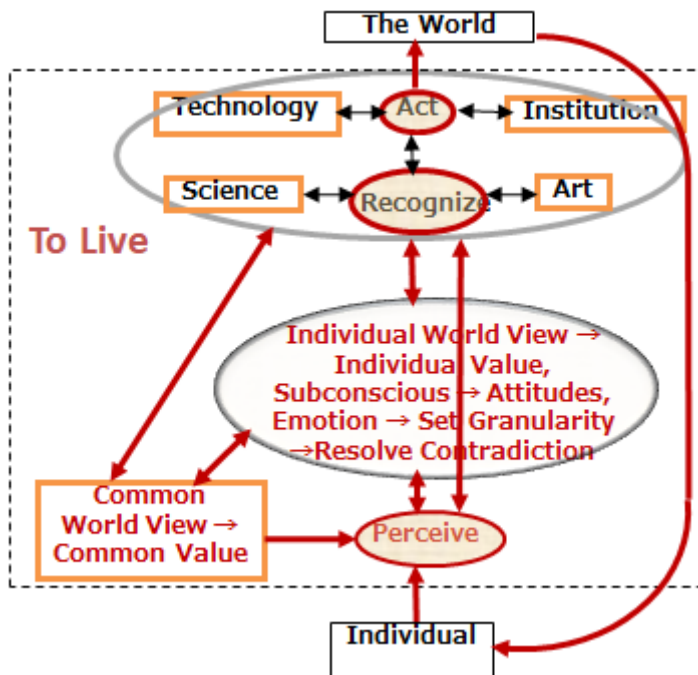 The World
Technology
Act
Institution
Science
Recognize
Art
To Live
Individual World View →
Individual Value,
Subconscious → Attitudes,
Emotion → Set Granularity
→Resolve Contradiction
Common
World View →
Common Value
Perceive
Individual